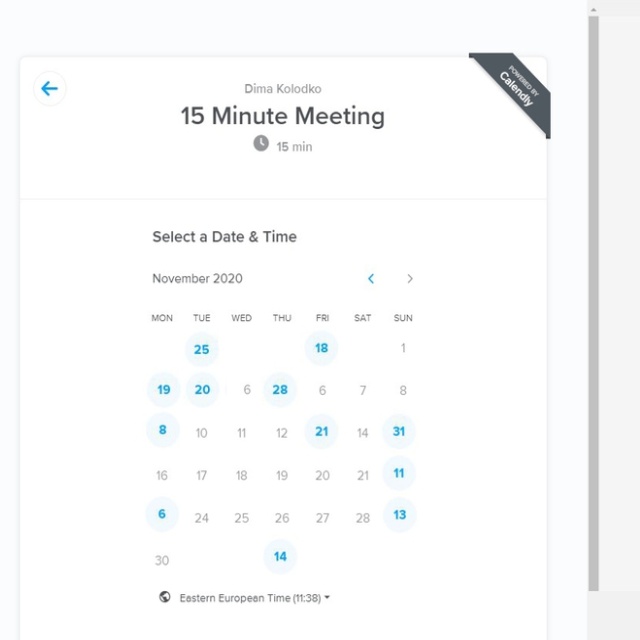 POWERED BY
Calendly
Dima Kolodko
15 Minute Meeting
15 min
Select a Date & Time
November 2020
MON TUE WED THU FRI SAT SUN
25 18 1
19 20 6 28 6 7 8
8 10 11 12 21 14 31
16 17 18 19 20 21 11
6 24 25 26 27 28 13
30 14
Eastern European Time (11:38)